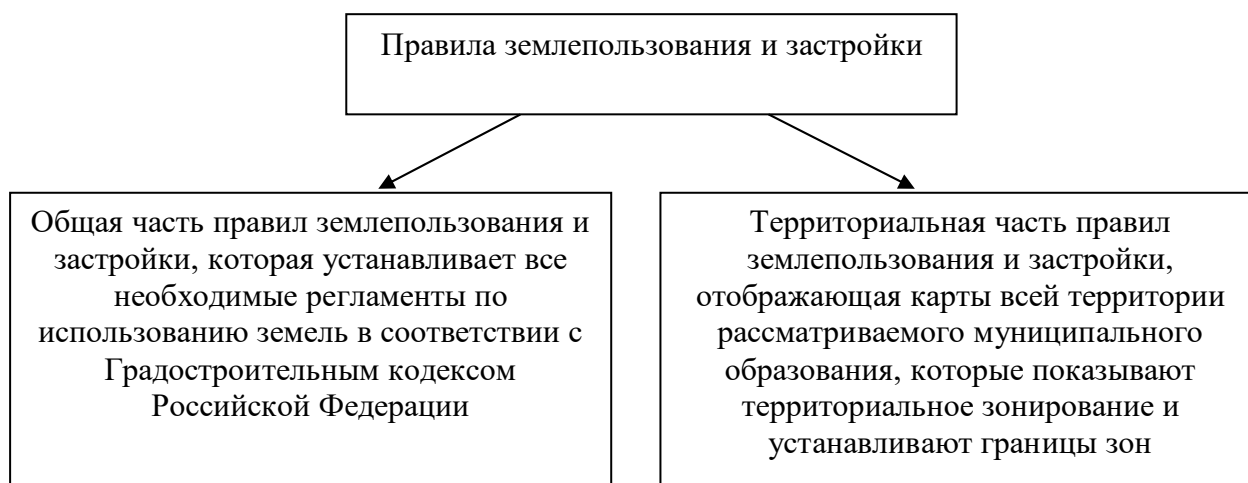 Правила землепользования и застройки
Общая часть правил землепользования и
застройки, которая устанавливает все
необходимые регламенты по
использованию земель в соответствии с
Градостроительным кодексом
Российской Федерации
Территориальная часть правил
землепользования и застройки,
отображающая карты всей территории
рассматриваемого муниципального
образования, которые показывают
территориальное зонирование и
устанавливают границы зон